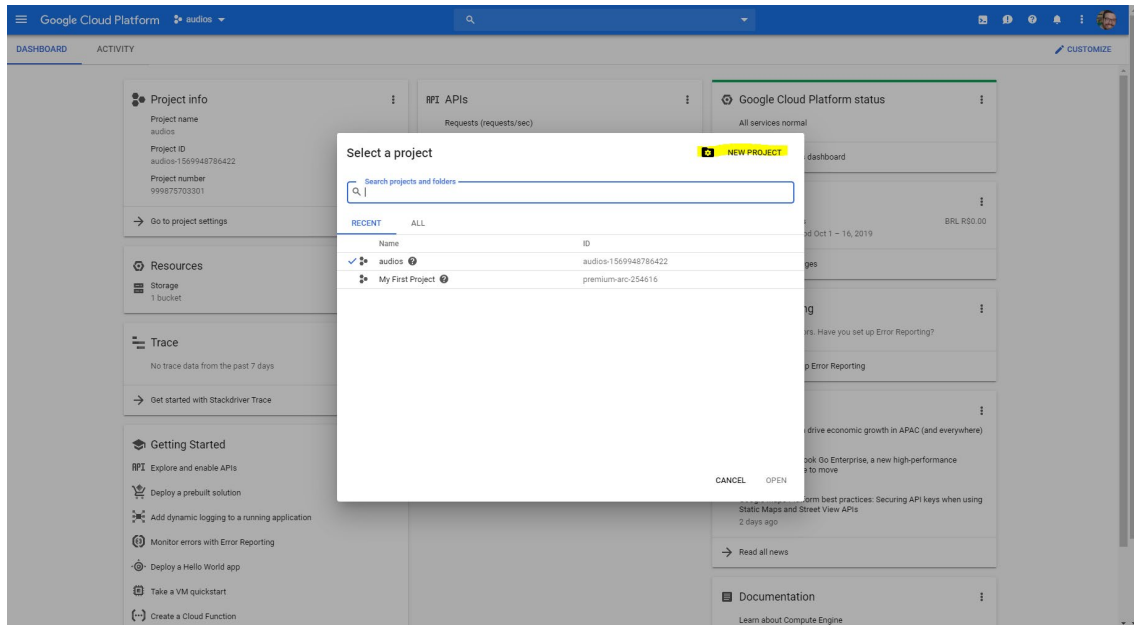 Google Cloud Platform audios
DASHBOARD ACTIVITY CUSTOMIZE
Project info
Project name
audios
Project ID
audios-1569948786422
Project number
999875703301
Go to project settings
Resources
Storage
1 bucket
Trace
No trace data from the past 7 days
Get started with Stackdriver Trace
Getting Started
API Explore and enable APIs
Deploy a prebuilt solution
Add dynamic logging to a running application
Monitor errors with Error Reporting
Deploy a Hello World app
Take a VM quickstart
Create a Cloud Function
API APIs
Requests (requests/sec)
Select a project
NEW PROJECT
Search projects and folders
RECENT ALL
Name ID
audios audios-1569948786422
My First Project premium-arc-254616
CANCEL OPEN
Google Cloud Platform status
All services normal
dashboard
BRL R$0.00
Oct 1 – 16, 2019
Have you set up Error Reporting?
Error Reporting
drive economic growth in APAC (and everywhere)
Go Enterprise, a new high-performance
to move
best practices: Securing API keys when using
Static Maps and Street View APIs
2 days ago
Read all news
Documentation
Learn about Compute Engine